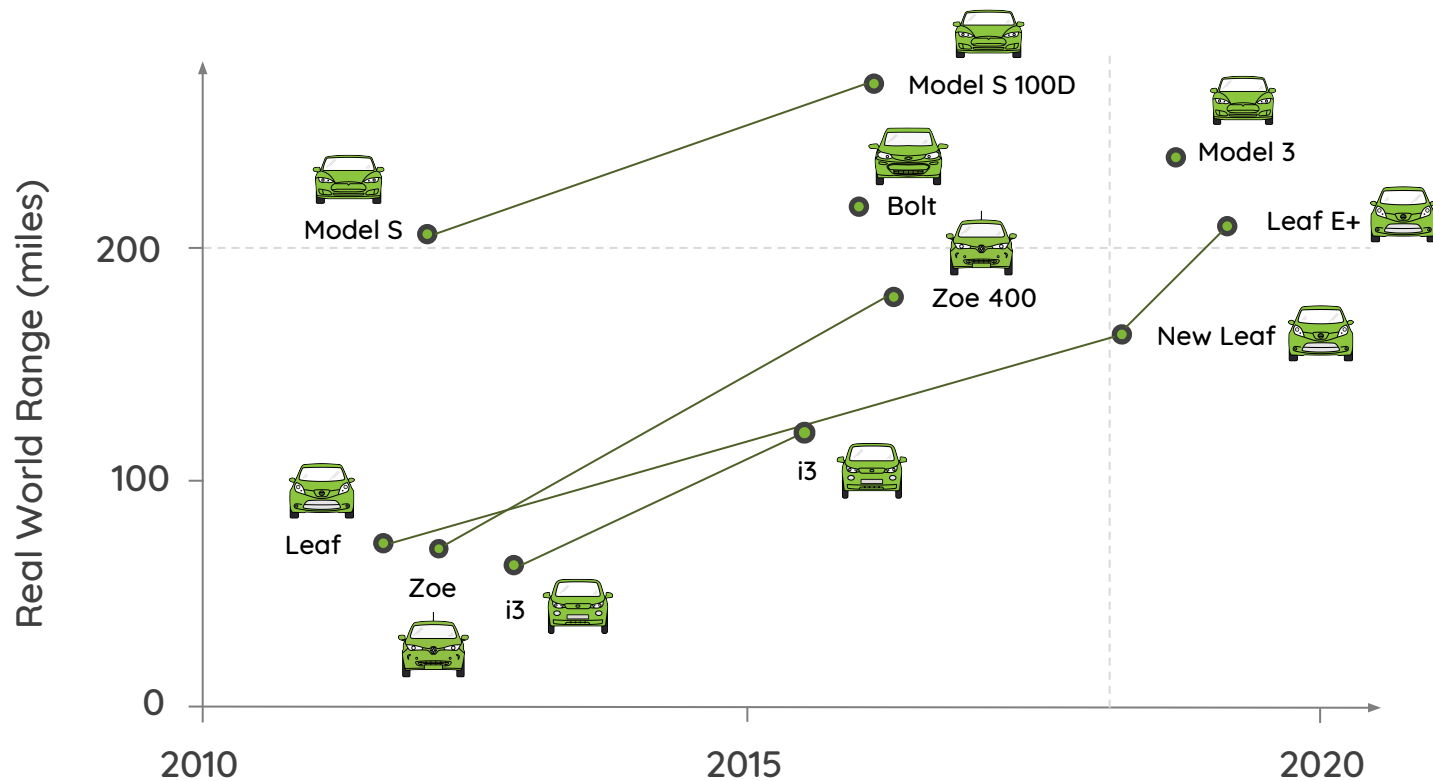 Model S 100D
Model 3
Bolt
Leaf E+
Model S
200
Zoe 400
New Leaf
Real World Range (miles)
i3
100
Leaf
Zoe
i3
0
2010
2015
2020